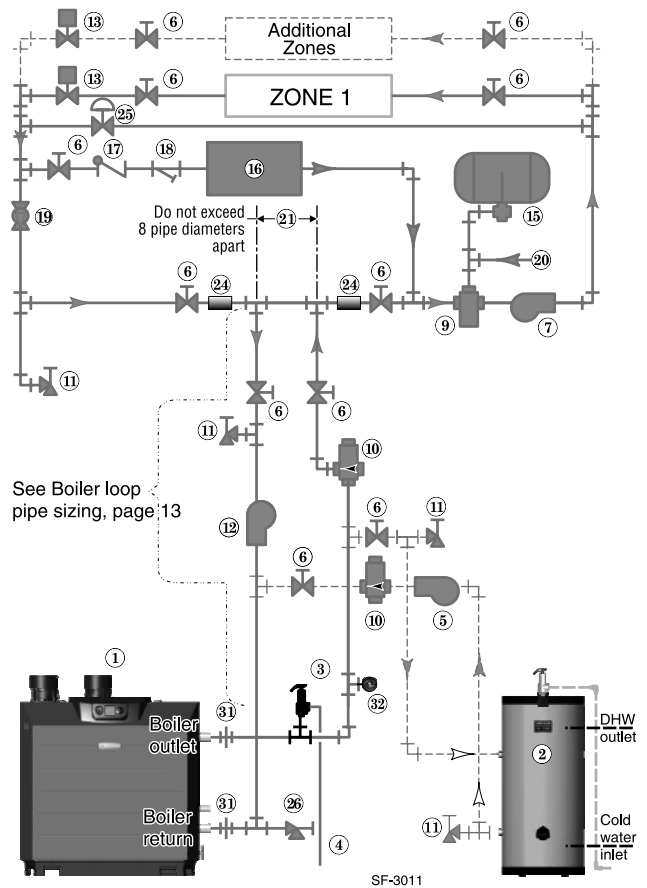 13
6
Additional
Zones
6
13
6
ZONE 1
6
25
6
17
18
16
15
19
Do not exceed
8 pipe diameters
apart
21
20
6
24
24
6
9
7
11
6
6
11
10
See Boiler loop
pipe sizing, page 13
12
6
11
6
10
5
1
3
31
32
Boiler
outlet
DHW
outlet
2
31
Boiler
return
26
11
Cold
water
inlet
4
SF-3011